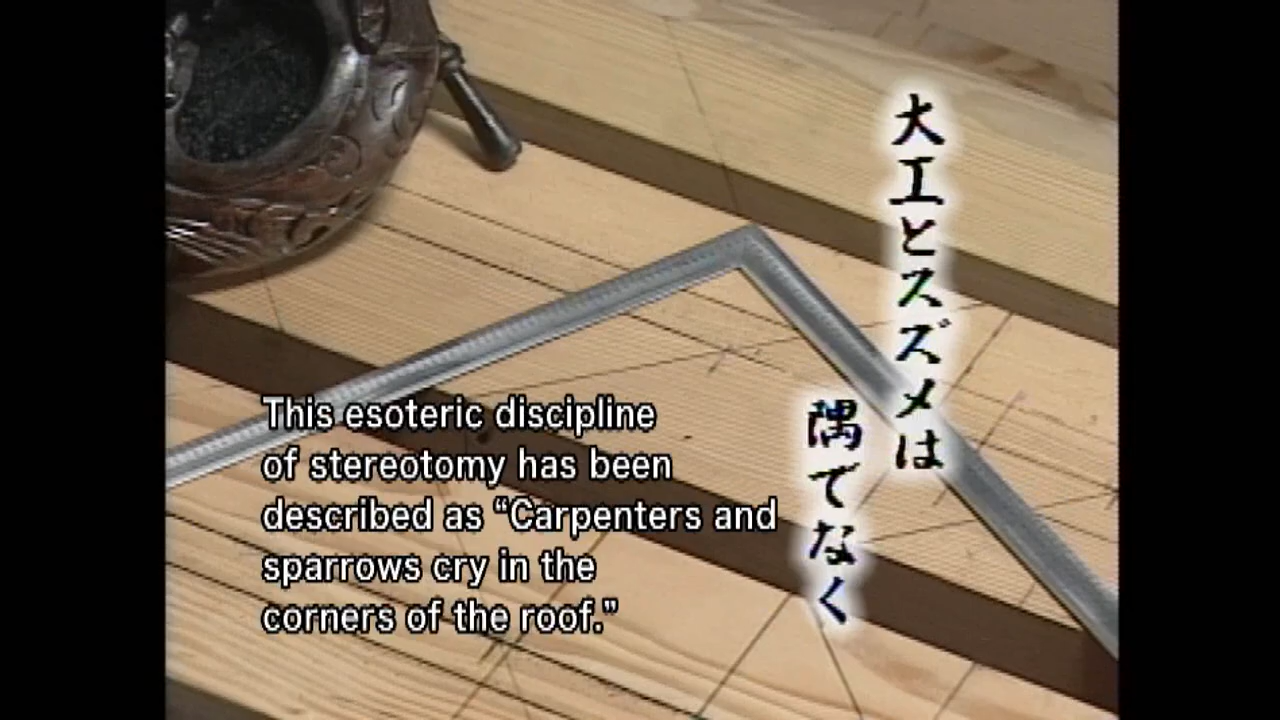 大工とスズメは
隅でなく
This esoteric discipline
of stereotomy has been
described as “Carpenters and
sparrows cry in the
corners of the roof.”